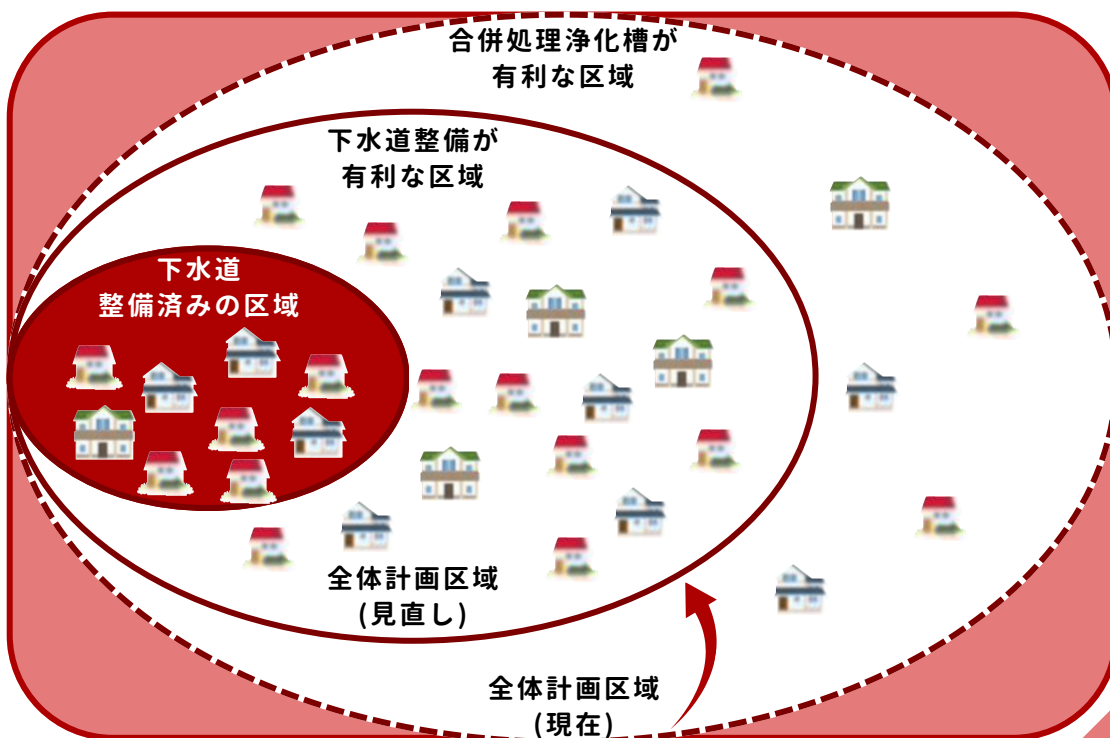 合併処理浄化槽が
有利な区域
下水道整備が
有利な区域
下水道
整備済みの区域
全体計画区域
(見直し)
全体計画区域
(現在)